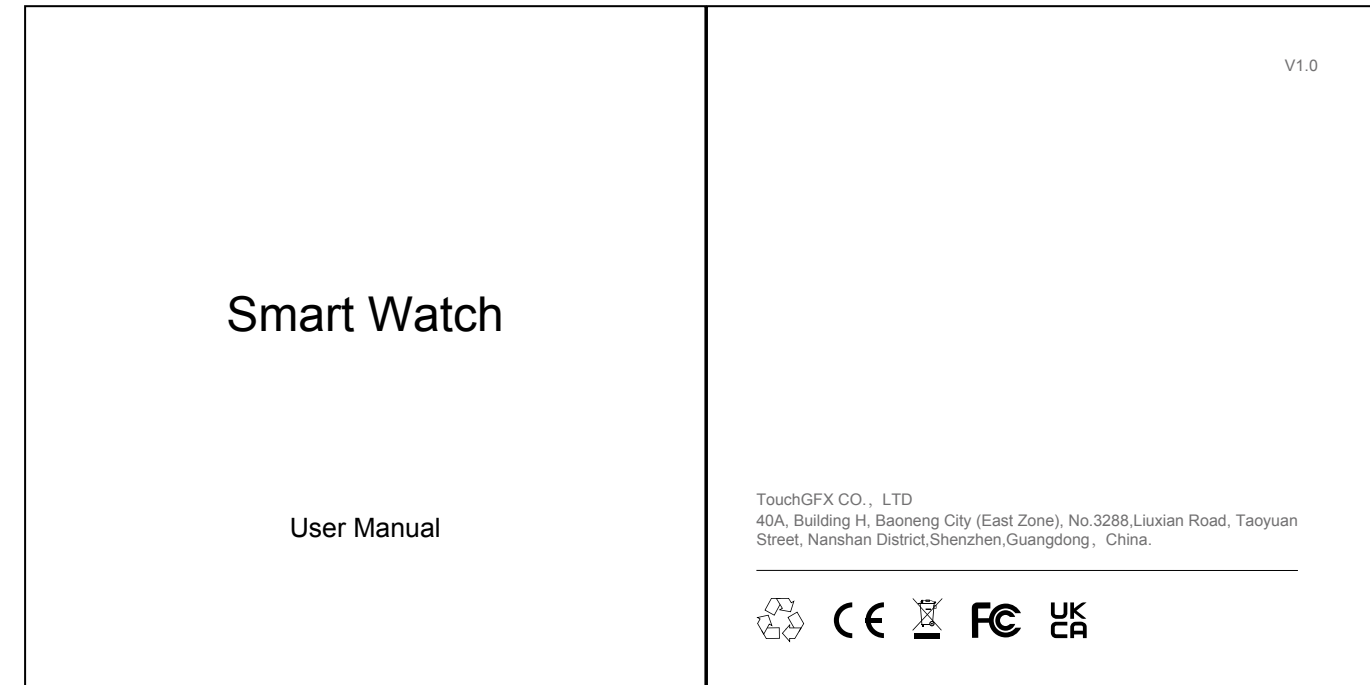 Smart Watch
User Manual
V1.0
TouchGFX CO.，LTD
40A, Building H, Baoneng City (East Zone), No.3288,Liuxian Road, Taoyuan
Street, Nanshan District,Shenzhen,Guangdong，China.
CE FC UK
CA